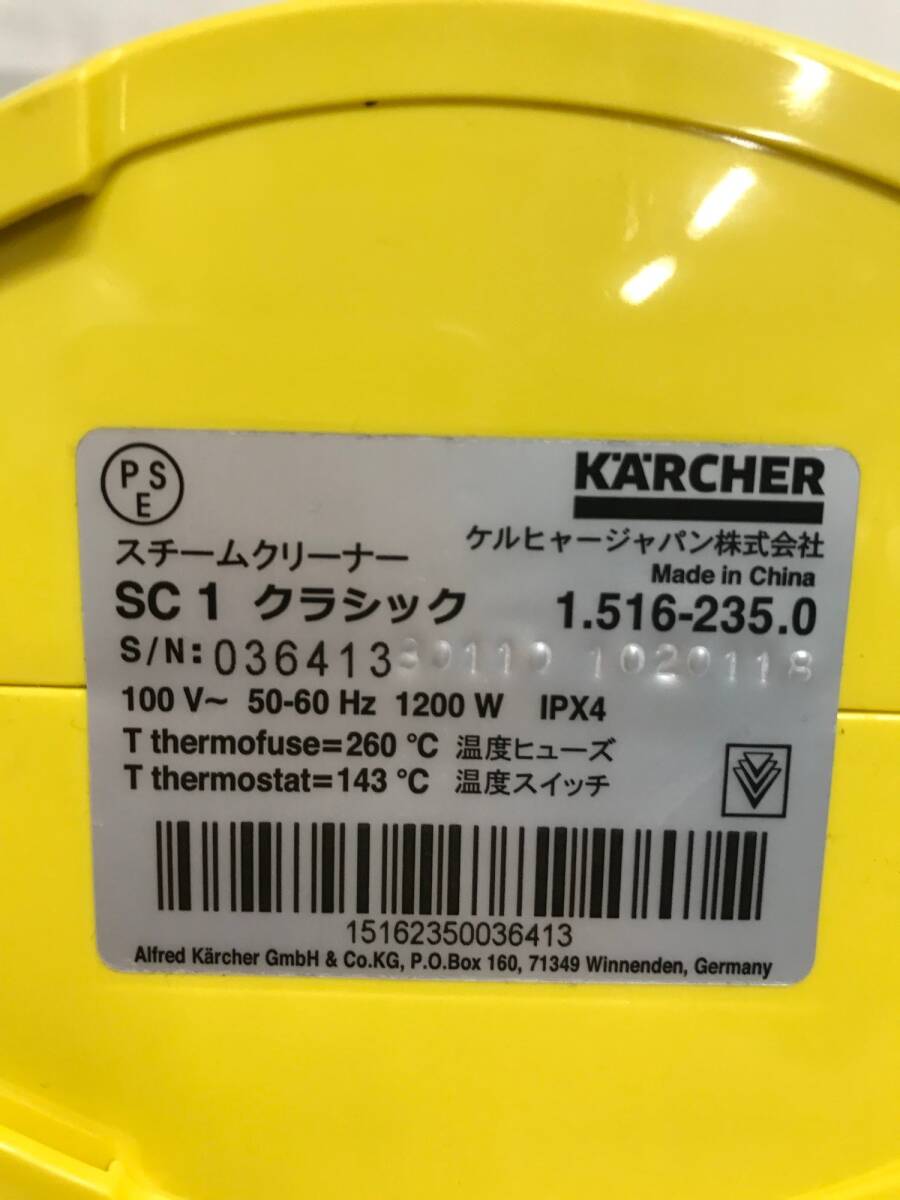 PSE
KÄRCHER
スチームクリーナー
ケルヒャージャパン株式会社
Made in China
SC 1 クラシック
1.516-235.0
S/N: 036413
1020118
100 V~ 50-60 Hz 1200 W IPX4
T thermofuse=260 °C 温度ヒューズ
T thermostat=143 °C 温度スイッチ
15162350036413
Alfred Kärcher GmbH & Co.KG, P.O.Box 160, 71349 Winnenden, Germany